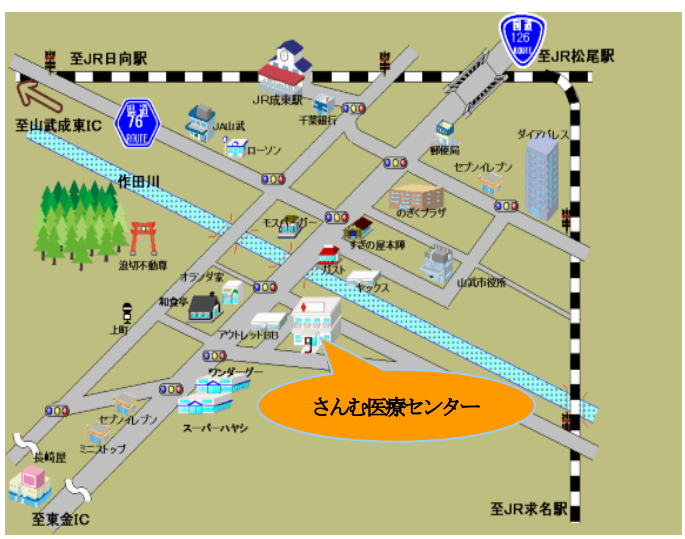 国道
126
ROUTE
至JR日向駅
至JR松尾駅
JR成東駅
県道
76
ROUTE
千葉銀行
至山武成東IC
JA山武
ローソン
郵便局
ダイアパレス
セブンイレブン
作田川
のぎくプラザ
モスバーガー
すぎの屋本陣
浪切不動尊
オランダ家
ガスト
ヤックス
山武市役所
和食亭
上町
アウトレットBB
ワンダーグー
さんむ医療センター
セブンイレブン
スーパーハヤシ
ミニストップ
長崎屋
至東金IC
至JR求名駅